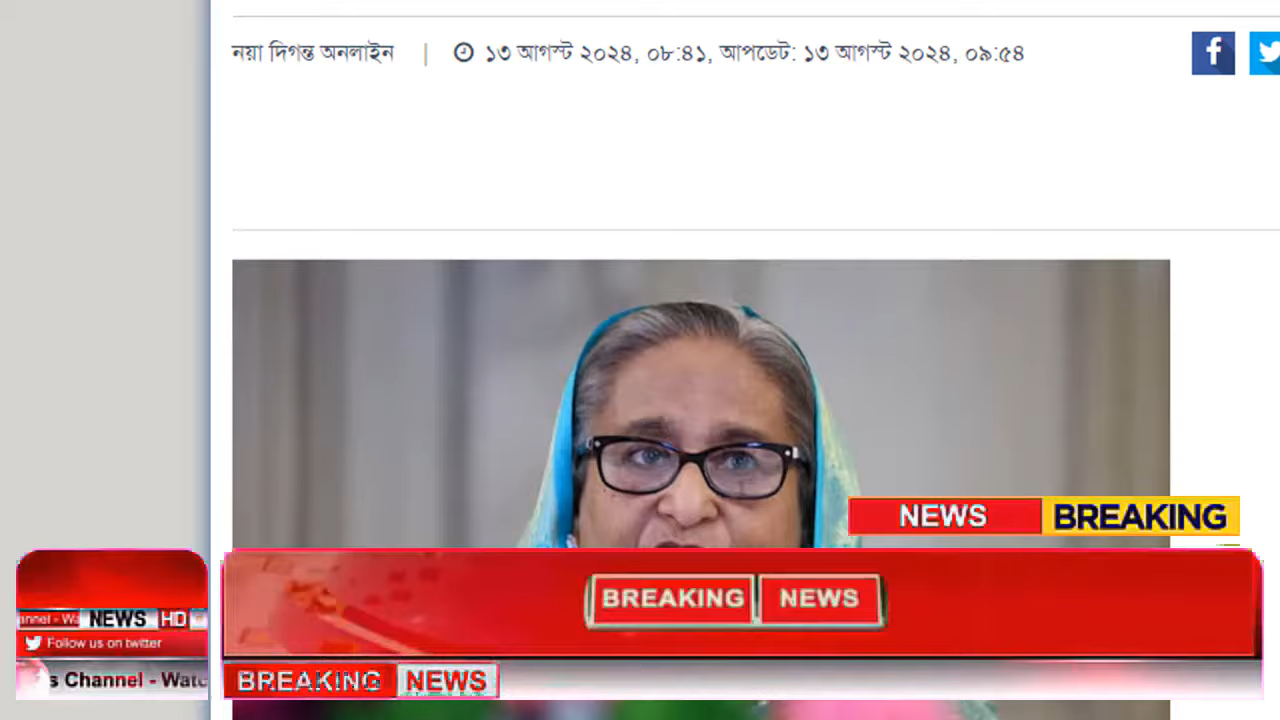 নয়া দিগন্ত অনলাইন | ১৩ আগস্ট ২০২৪, ০৮:৪১, আপডেট: ১৩ আগস্ট ২০২৪, ০৯:৫৪
NEWS BREAKING
BREAKING NEWS
NEWS HD
Follow us on twitter
s Channel - Watc
BREAKING NEWS